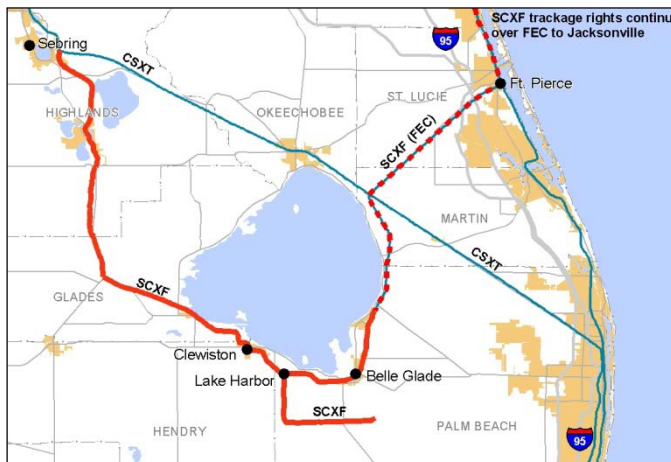 SCXF trackage rights continu
over FEC to Jacksonville
95
Sebring
CSXT
Ft. Pierce
ST. LUCIE
HIGHLANDS
OKEECHOBEE
SCXF (FEC)
MARTIN
CSXT
SCXF
GLADES
Clewiston
Lake Harbor
Belle Glade
SCXF
PALM BEACH
HENDRY
95